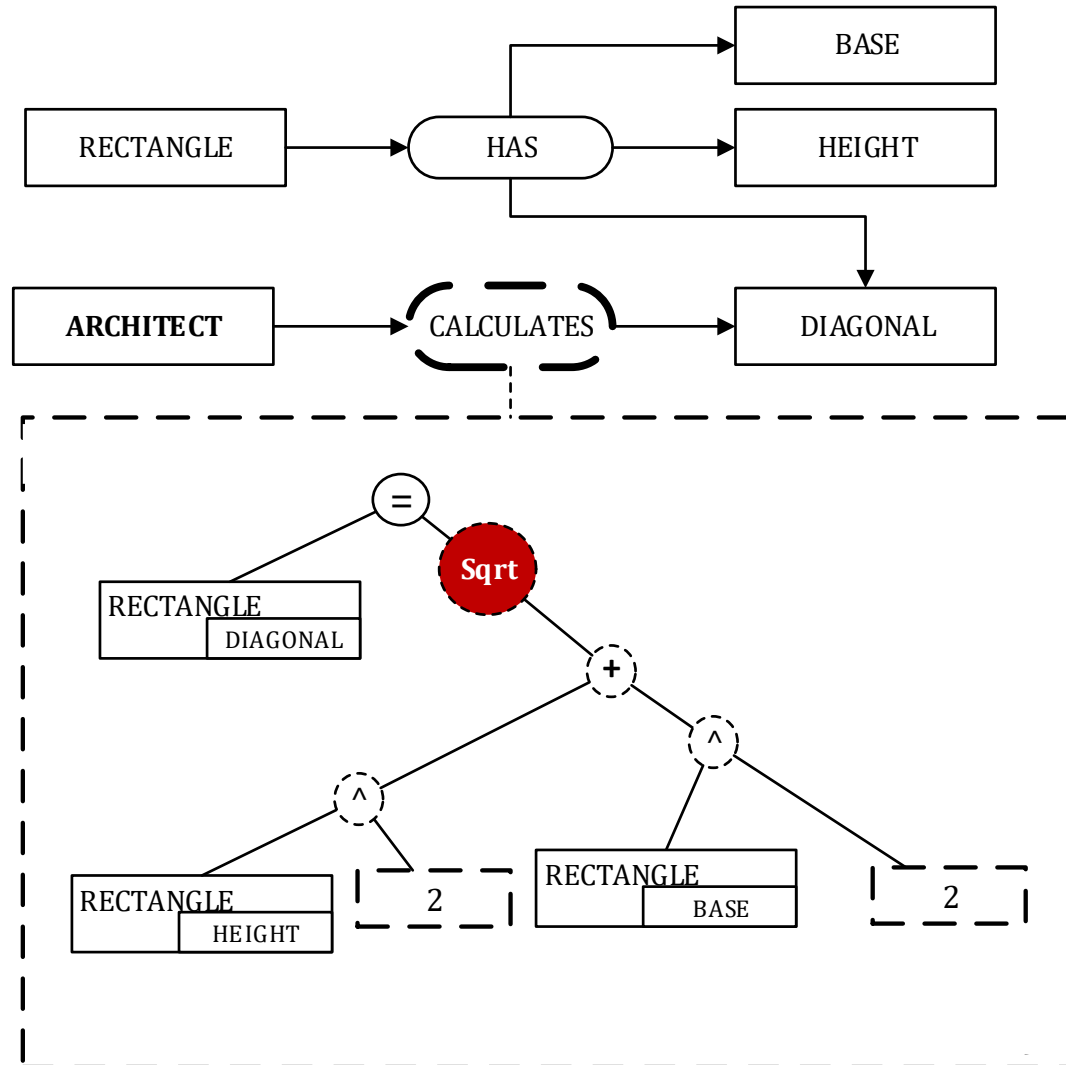 BASE
RECTANGLE
HAS
HEIGHT
ARCHITECT
CALCULATES
DIAGONAL
=
Sqrt
RECTANGLE
DIAGONAL
+
^
^
RECTANGLE
HEIGHT
2
RECTANGLE
BASE
2